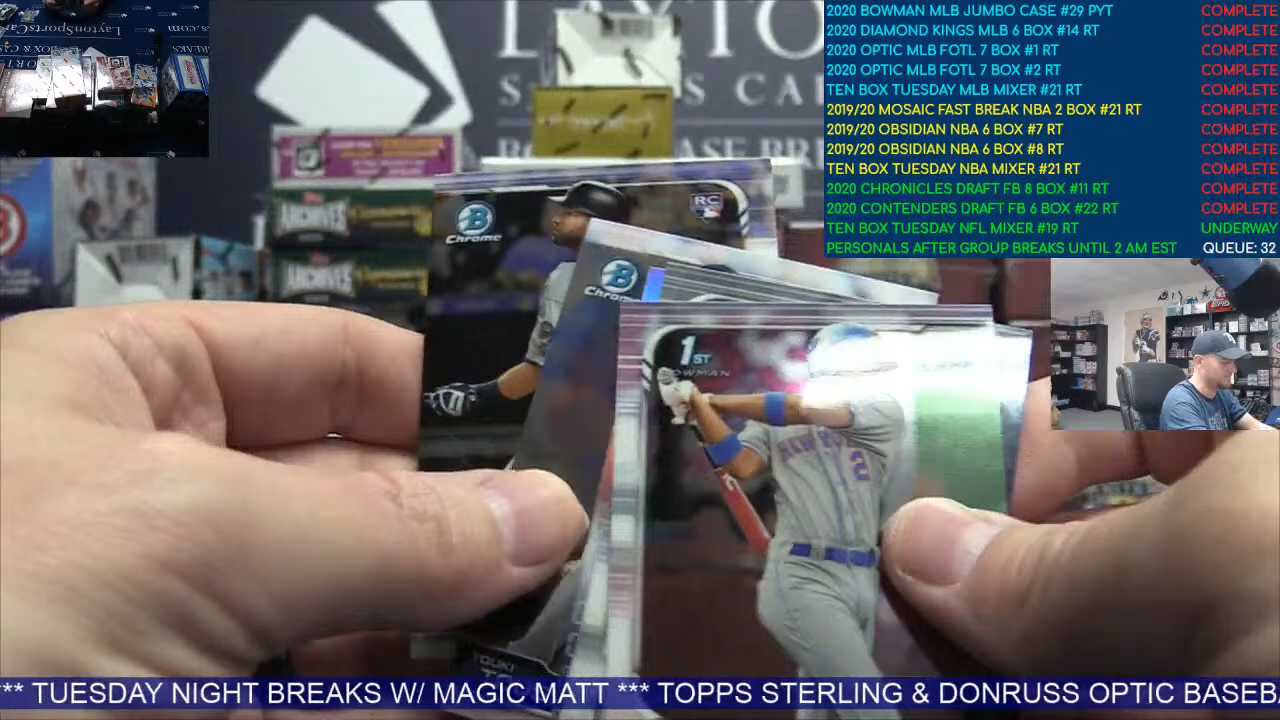 2020 BOWMAN MLB JUMBO CASE #29 PYT COMPLETE
2020 DIAMOND KINGS MLB 6 BOX #14 RT COMPLETE
2020 OPTIC MLB FOTL 7 BOX #1 RT COMPLETE
2020 OPTIC MLB FOTL 7 BOX #2 RT COMPLETE
TEN BOX TUESDAY MLB MIXER #21 RT COMPLETE
2019/20 MOSAIC FAST BREAK NBA 2 BOX #21 RT COMPLETE
2019/20 OBSIDIAN NBA 6 BOX #7 RT COMPLETE
2019/20 OBSIDIAN NBA 6 BOX #8 RT COMPLETE
TEN BOX TUESDAY NBA MIXER #21 RT COMPLETE
2020 CHRONICLES DRAFT FB 8 BOX #11 RT COMPLETE
2020 CONTENDERS DRAFT FB 6 BOX #22 RT COMPLETE
TEN BOX TUESDAY NFL MIXER #19 RT UNDERWAY
PERSONALS AFTER GROUP BREAKS UNTIL 2 AM EST QUEUE: 32
LAYTO
ARCHIVES
ARCHIVES
B
Chrome
RC
B
Chrome
1ST
2
*** TUESDAY NIGHT BREAKS W/ MAGIC MATT *** TOPPS STERLING & DONRUSS OPTIC BASEB